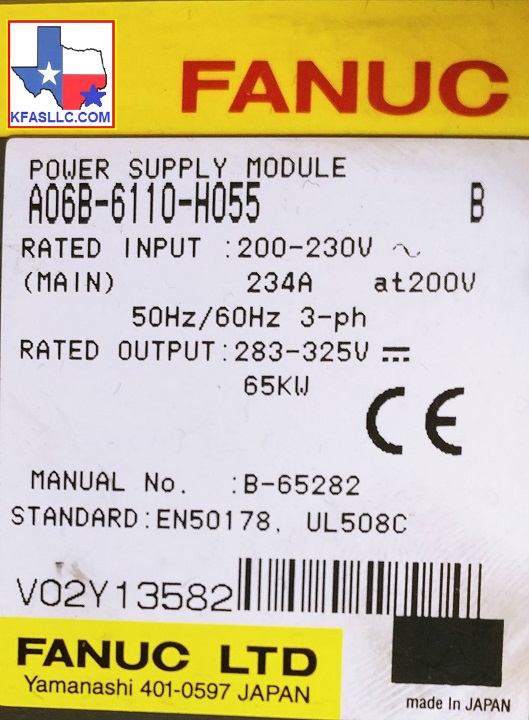 KFASLLC.COM
FANUC
POWER SUPPLY MODULE
A06B-6110-H055 B
RATED INPUT :200-230V ~
(MAIN) 234A at200V
50Hz/60Hz 3-ph
RATED OUTPUT:283-325V ⎓
65KW
CE
MANUAL No. :B-65282
STANDARD:EN50178, UL508C
V02Y13582
FANUC LTD
Yamanashi 401-0597 JAPAN
made In JAPAN